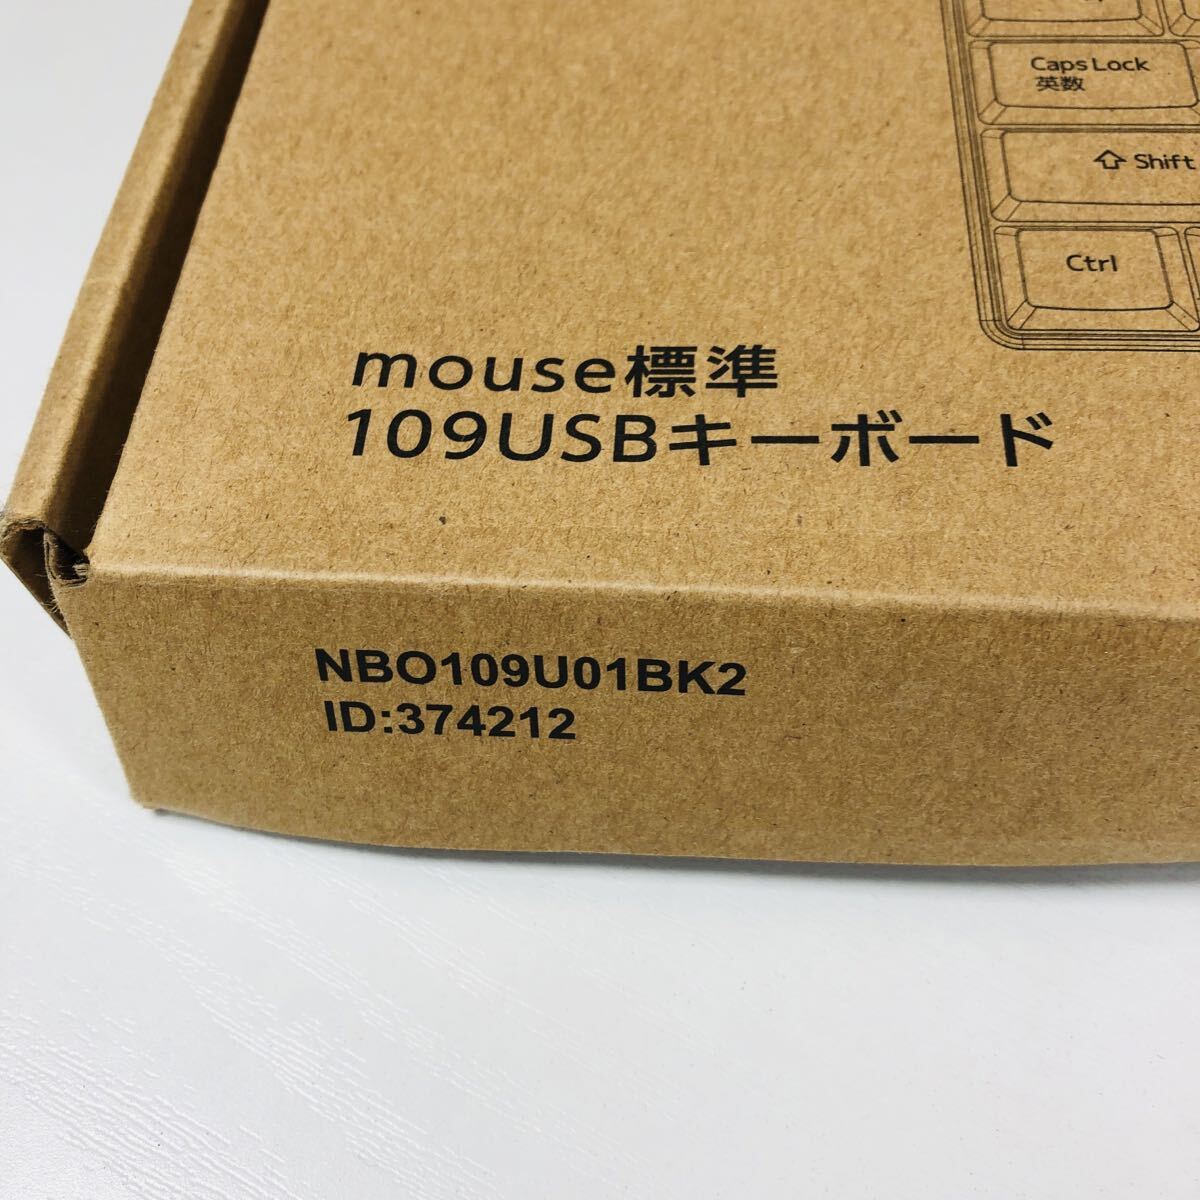 Caps Lock
英数
⇧ Shift
Ctrl
mouse標準
109USBキーボード
NBO109U01BK2
ID:374212